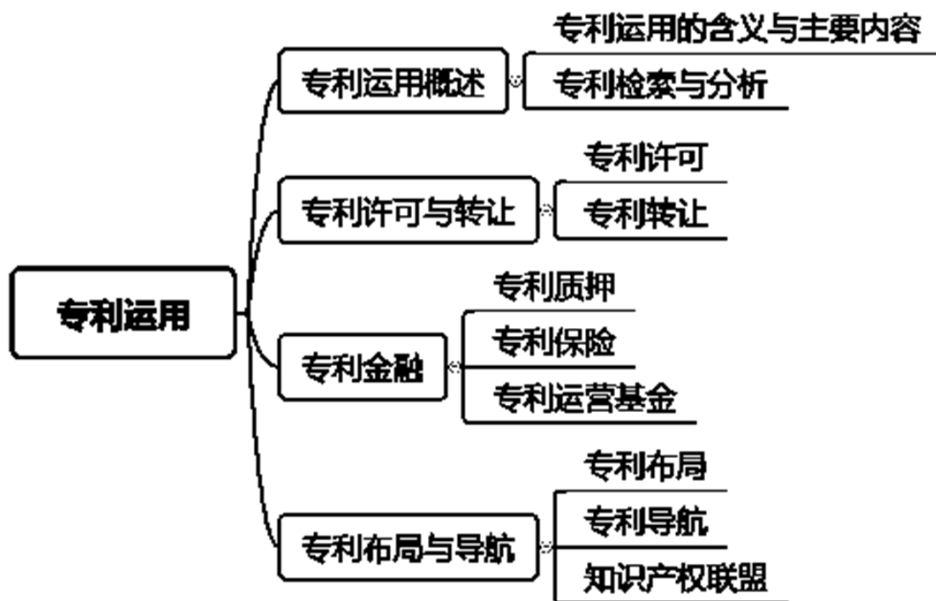 专利运用
专利运用概述
专利运用的含义与主要内容
专利检索与分析
专利许可与转让
专利许可
专利转让
专利金融
专利质押
专利保险
专利运营基金
专利布局与导航
专利布局
专利导航
知识产权联盟